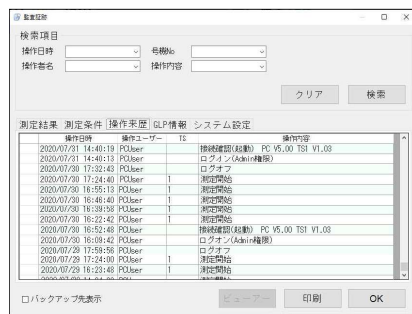 監査証跡
検索項目
操作日時 号機No
操作者名 操作内容
クリア 検索
測定結果 測定条件 操作来歴 GLP情報 システム設定
操作日時 操作ユーザー TS 操作内容
2020/07/31 14:40:19 PCUser 接続確認(起動) PC V5.00 TS1 V1.03
2020/07/31 14:40:13 PCUser ログオン(Admin権限)
2020/07/30 17:32:43 PCUser ログオフ
2020/07/30 17:24:40 PCUser 1 測定開始
2020/07/30 16:55:13 PCUser 1 測定開始
2020/07/30 16:46:40 PCUser 1 測定開始
2020/07/30 16:39:58 PCUser 1 測定開始
2020/07/30 16:22:42 PCUser 1 測定開始
2020/07/30 16:52:48 PCUser 接続確認(起動) PC V5.00 TS1 V1.03
2020/07/30 16:09:42 PCUser ログオン(Admin権限)
2020/07/29 17:59:56 PCUser ログオフ
2020/07/29 17:24:00 PCUser 1 測定開始
2020/07/29 16:23:48 PCUser 1 測定開始
バックアップ先表示 ビューアー 印刷 OK